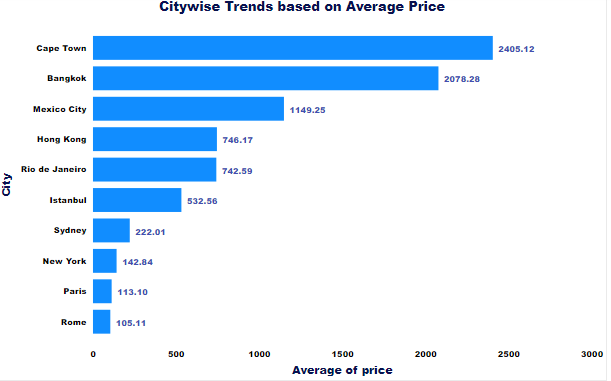 Citywise Trends based on Average Price
Cape Town 2405.12
Bangkok 2078.28
Mexico City 1149.25
Hong Kong 746.17
Rio de Janeiro 742.59
Istanbul 532.56
Sydney 222.01
New York 142.84
Paris 113.10
Rome 105.11
City
0 500 1000 1500 2000 2500 3000
Average of price